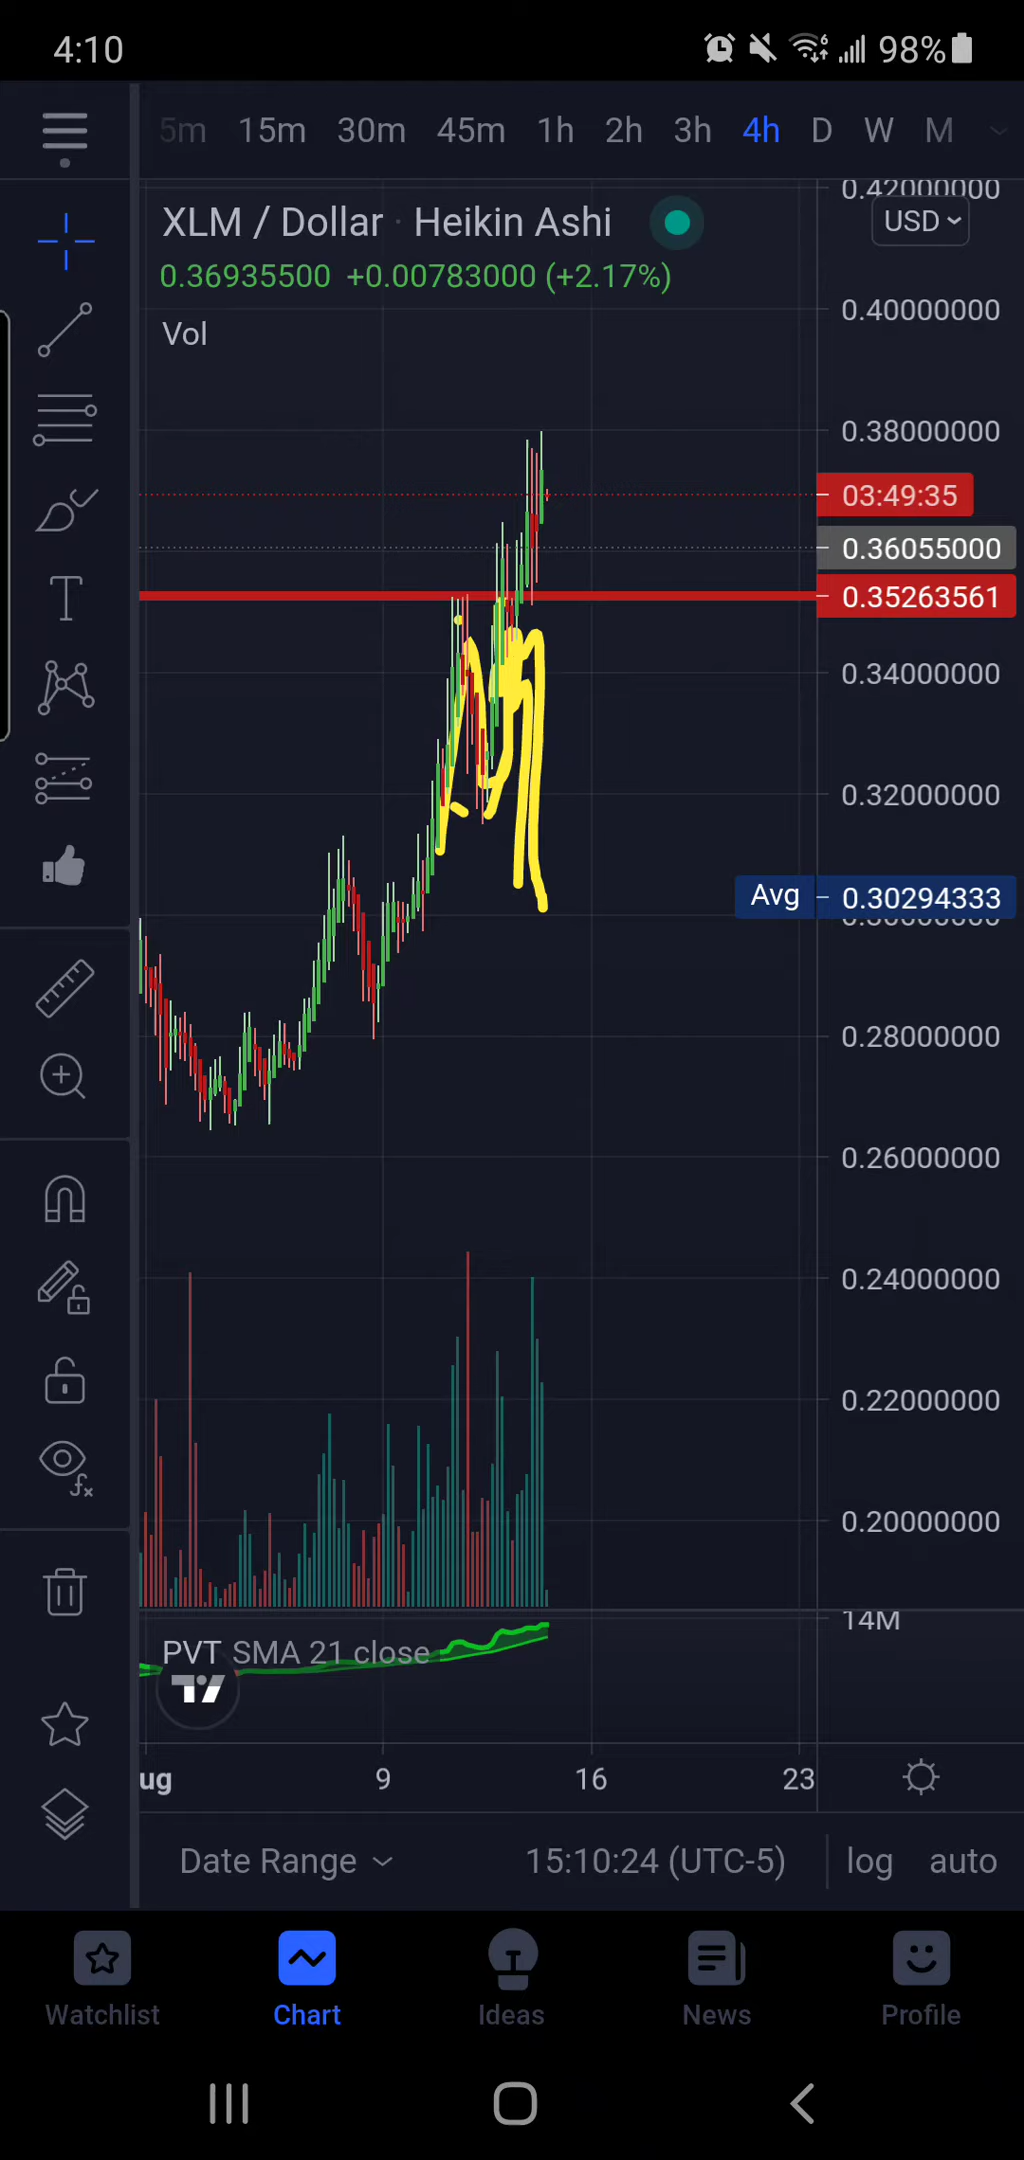 4:10
6
98%
5m 15m 30m 45m 1h 2h 3h 4h D W M
0.42000000
XLM / Dollar · Heikin Ashi
USD
0.36935500 +0.00783000 (+2.17%)
0.40000000
Vol
0.38000000
03:49:35
0.36055000
0.35263561
0.34000000
0.32000000
Avg 0.30294333
0.30000000
0.28000000
0.26000000
0.24000000
0.22000000
0.20000000
14M
PVT SMA 21 close
ug 9 16 23
Date Range 15:10:24 (UTC-5) log auto
Watchlist Chart Ideas News Profile